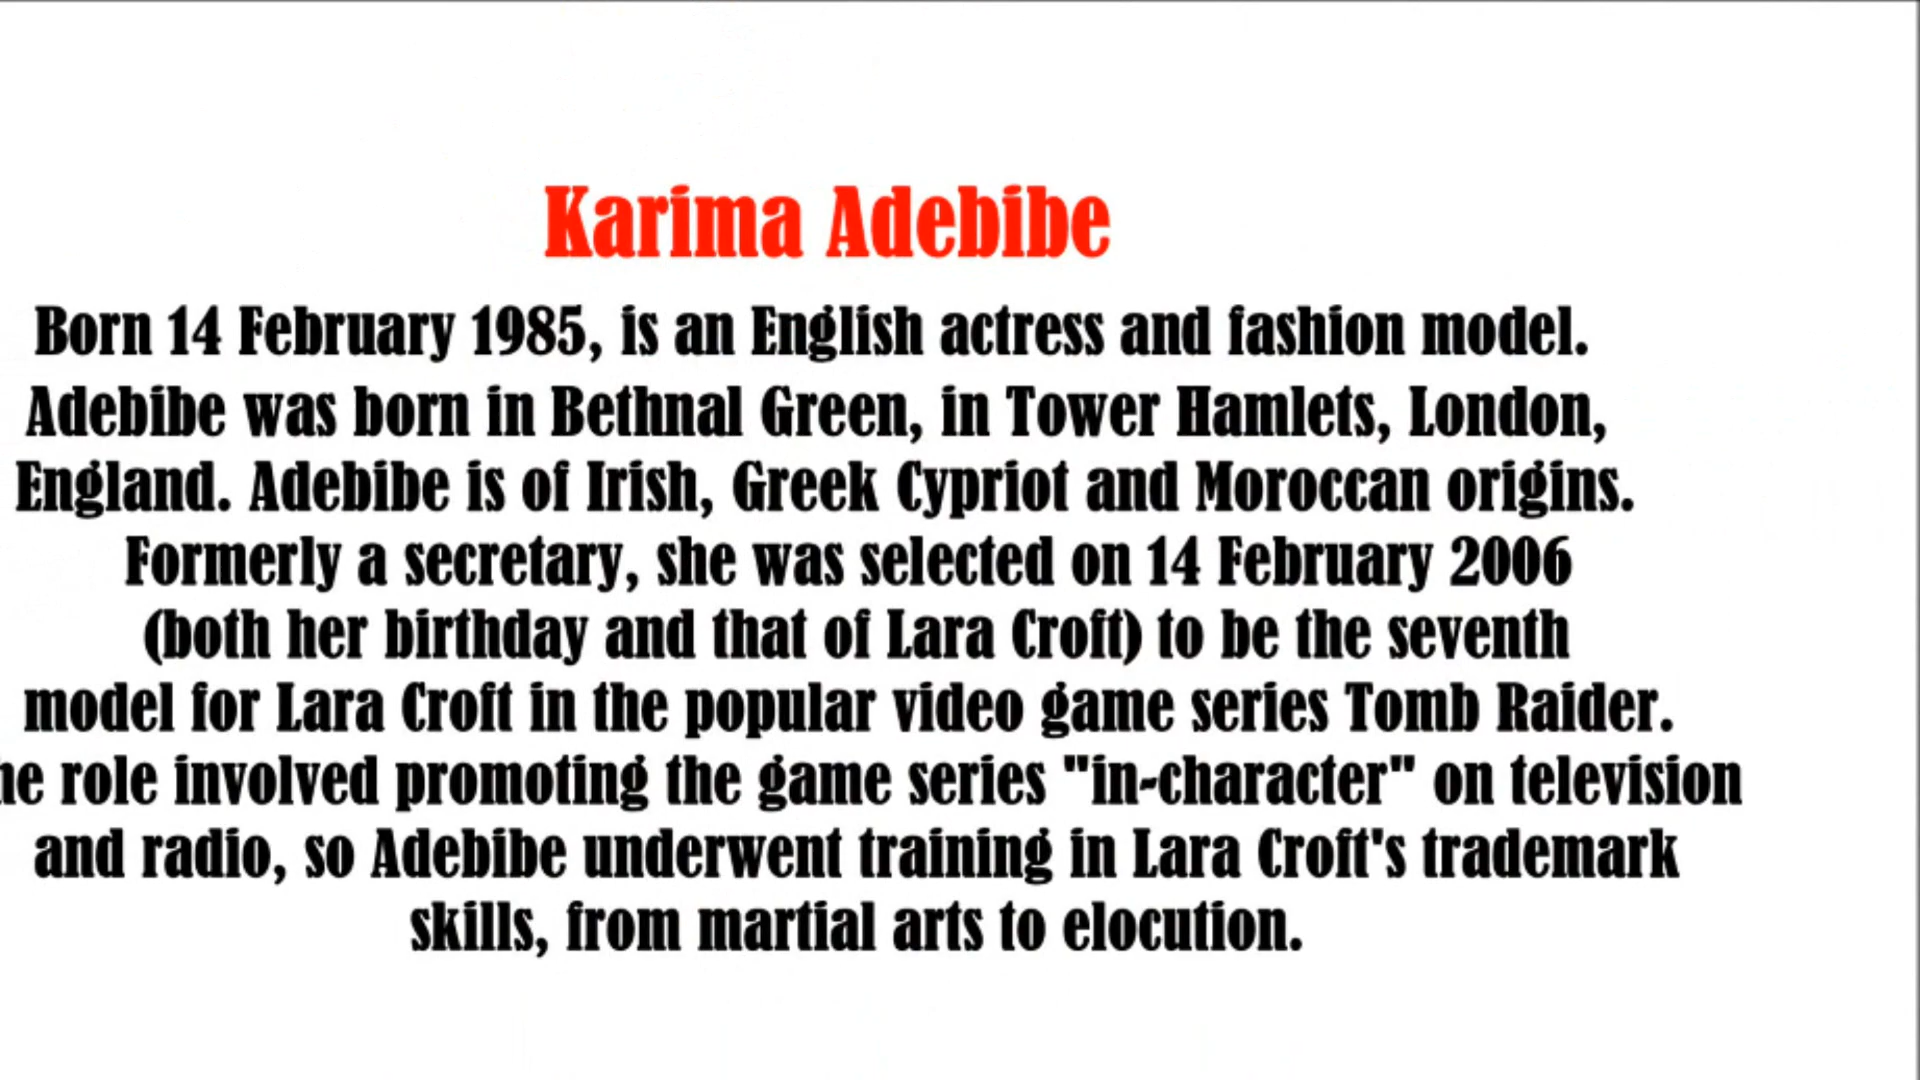 Karima Adebibe
Born 14 February 1985, is an English actress and fashion model.
Adebibe was born in Bethnal Green, in Tower Hamlets, London,
England. Adebibe is of Irish, Greek Cypriot and Moroccan origins.
Formerly a secretary, she was selected on 14 February 2006
(both her birthday and that of Lara Croft) to be the seventh
model for Lara Croft in the popular video game series Tomb Raider.
he role involved promoting the game series "in-character" on television
and radio, so Adebibe underwent training in Lara Croft's trademark
skills, from martial arts to elocution.